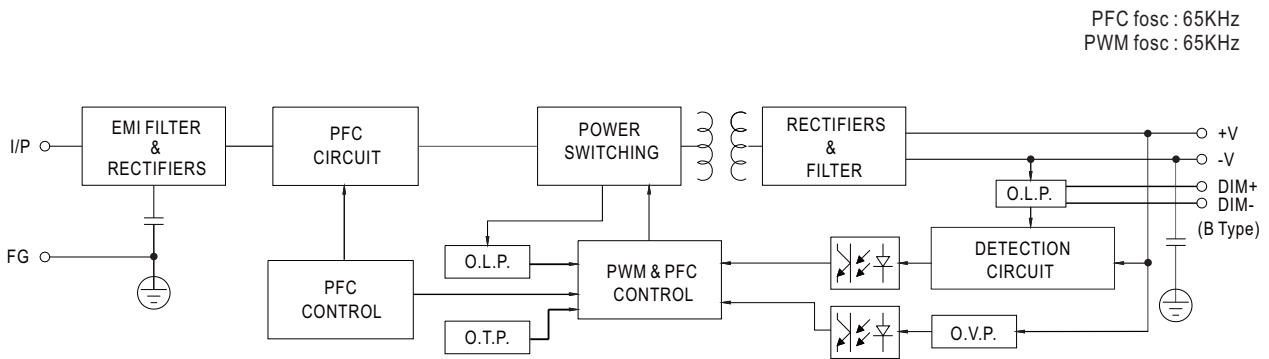 PFC fosc : 65KHz
PWM fosc : 65KHz
I/P
EMI FILTER
&
RECTIFIERS
PFC
CIRCUIT
POWER
SWITCHING
RECTIFIERS
&
FILTER
+V
-V
O.L.P.
DIM+
DIM-
(B Type)
FG
PFC
CONTROL
O.L.P.
O.T.P.
PWM & PFC
CONTROL
DETECTION
CIRCUIT
O.V.P.